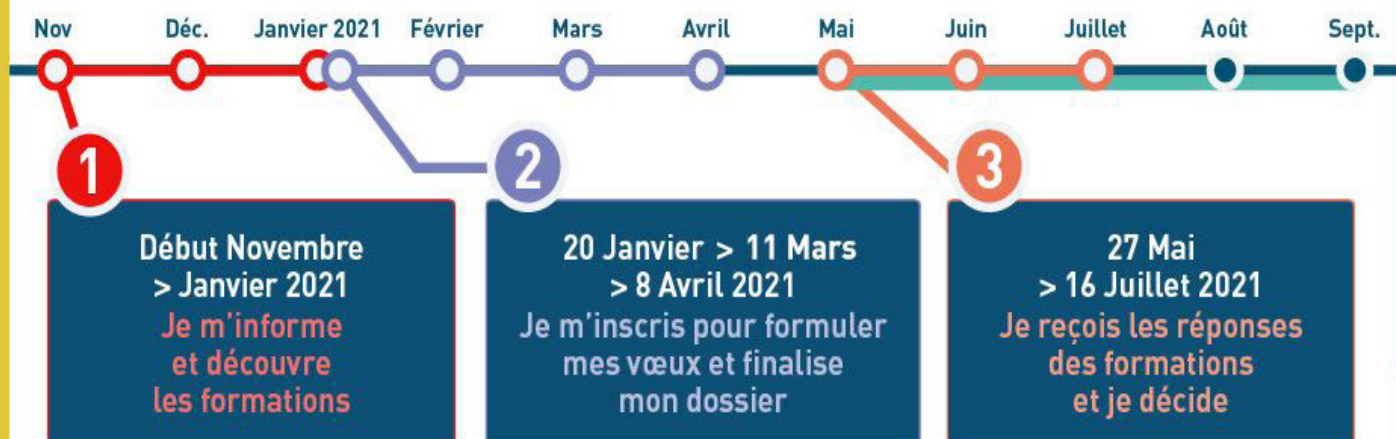 Nov Déc. Janvier 2021 Février Mars Avril Mai Juin Juillet Août Sept.
1
Début Novembre
> Janvier 2021
Je m'informe
et découvre
les formations
2
20 Janvier > 11 Mars
> 8 Avril 2021
Je m'inscris pour formuler
mes vœux et finalise
mon dossier
3
27 Mai
> 16 Juillet 2021
Je reçois les réponses
des formations
et je décide